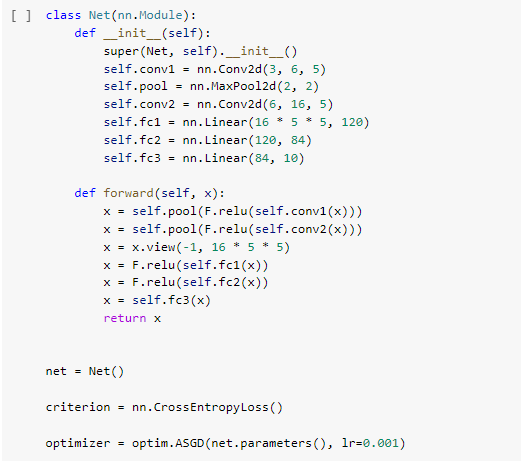 [ ] class Net(nn.Module):
        def __init__(self):
            super(Net, self).__init__()
            self.conv1 = nn.Conv2d(3, 6, 5)
            self.pool = nn.MaxPool2d(2, 2)
            self.conv2 = nn.Conv2d(6, 16, 5)
            self.fc1 = nn.Linear(16 * 5 * 5, 120)
            self.fc2 = nn.Linear(120, 84)
            self.fc3 = nn.Linear(84, 10)

        def forward(self, x):
            x = self.pool(F.relu(self.conv1(x)))
            x = self.pool(F.relu(self.conv2(x)))
            x = x.view(-1, 16 * 5 * 5)
            x = F.relu(self.fc1(x))
            x = F.relu(self.fc2(x))
            x = self.fc3(x)
            return x

    net = Net()

    criterion = nn.CrossEntropyLoss()

    optimizer = optim.ASGD(net.parameters(), lr=0.001)